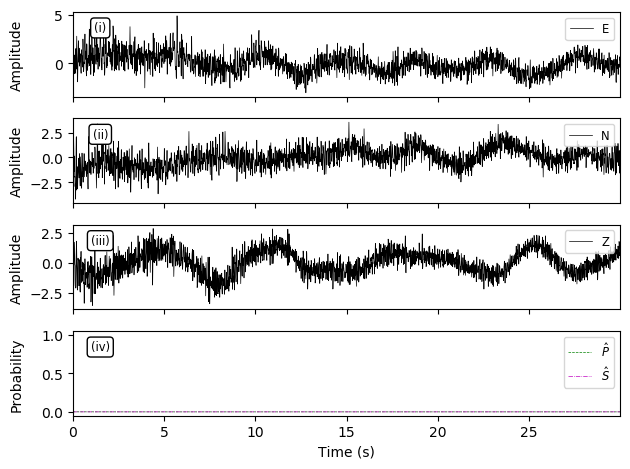 5
0
Amplitude
(i)
E
2.5
0.0
−2.5
Amplitude
(ii)
N
2.5
0.0
−2.5
Amplitude
(iii)
Z
1.0
0.5
0.0
Probability
(iv)
P̂
Ŝ
0 5 10 15 20 25
Time (s)